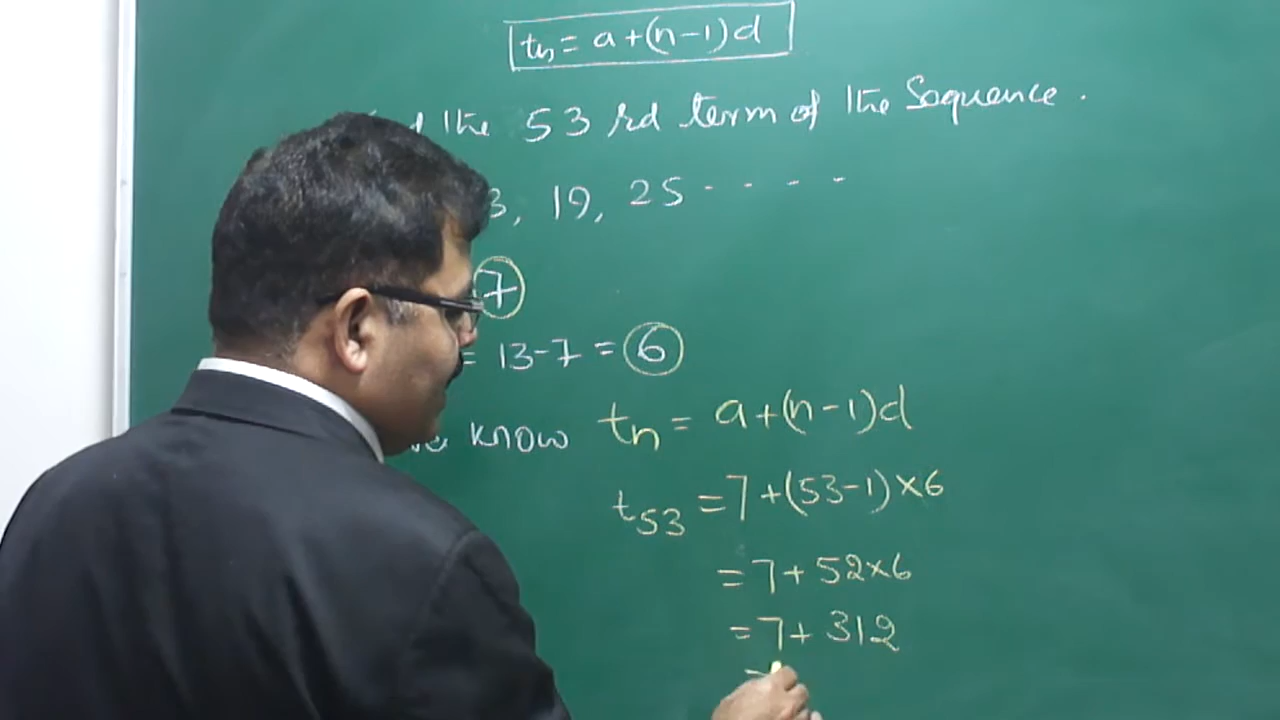 tn = a+(n-1)d
the 53 rd term of the Sequence.
3, 19, 25 - - - -
7
= 13-7 = 6
know tn = a+(n-1)d
t53 = 7+(53-1)×6
= 7+ 52×6
= 7+ 312